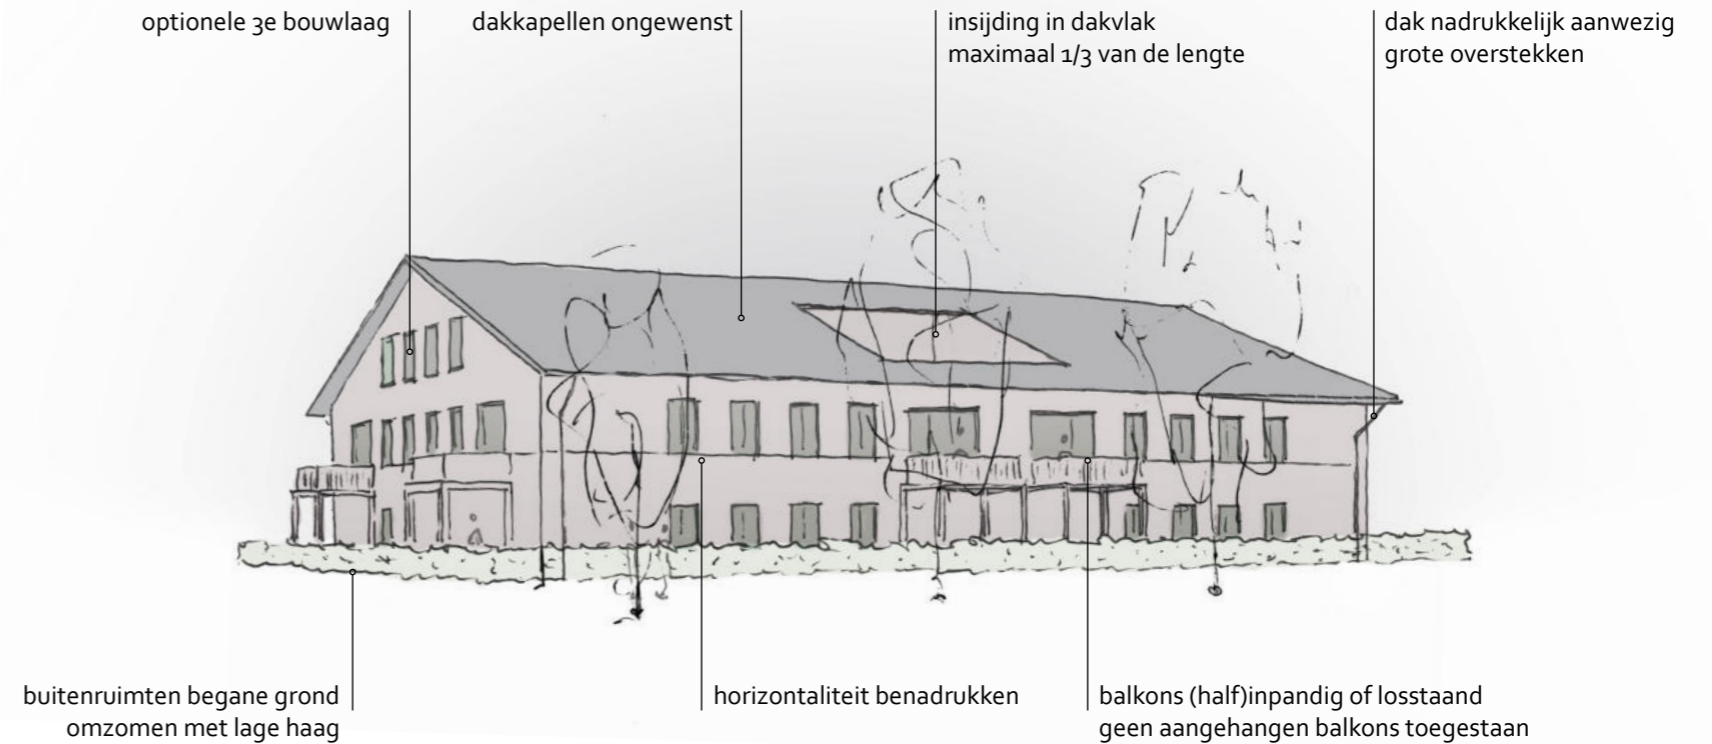 optionele 3e bouwlaag
dakkapellen ongewenst
insijding in dakvlak
maximaal 1/3 van de lengte
dak nadrukkelijk aanwezig
grote overstekken
buitenruimten begane grond
omzomen met lage haag
horizontaliteit benadrukken
balkons (half)inpandig of losstaand
geen aangehangen balkons toegestaan